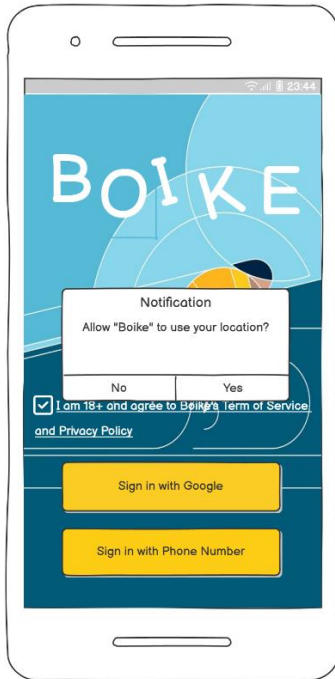 23:44
BOIKE
Notification
Allow "Boike" to use your location?
No
Yes
I am 18+ and agree to Boike's Term of Service
and Privacy Policy
Sign in with Google
Sign in with Phone Number